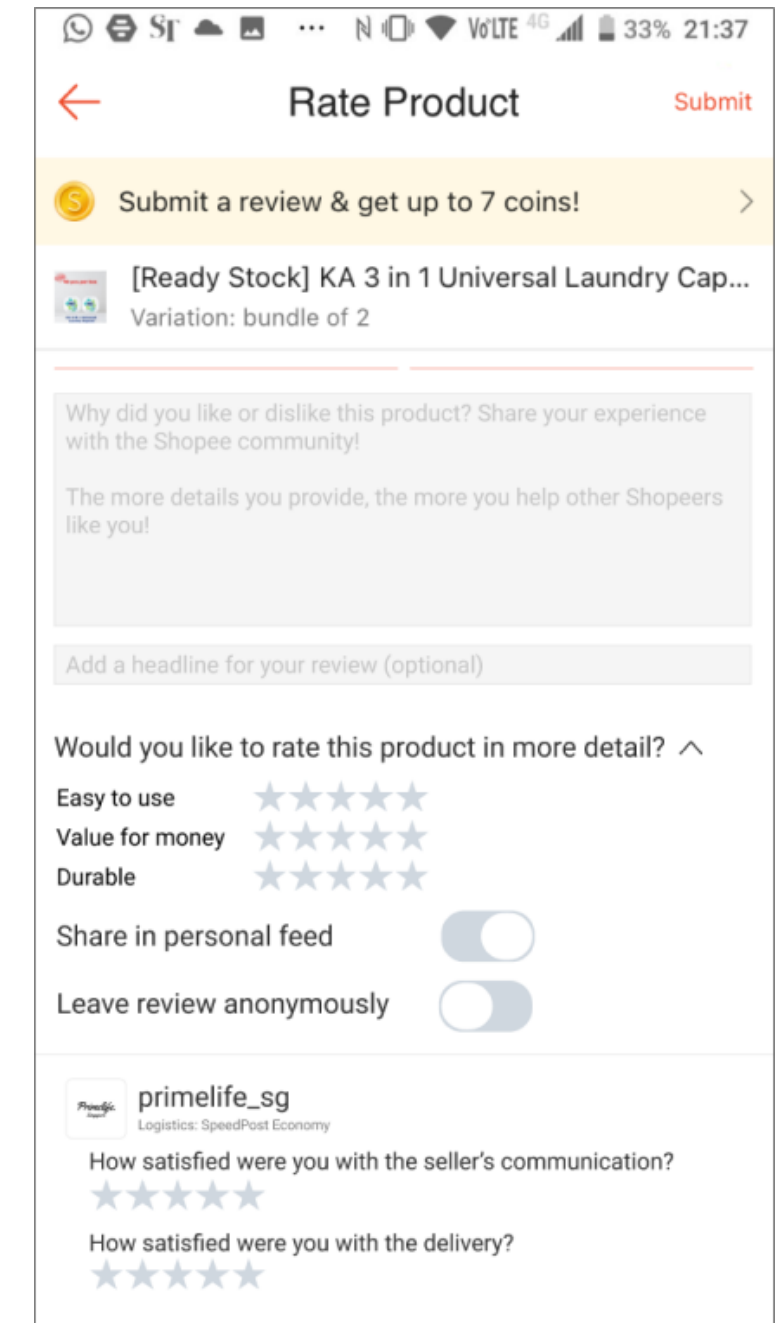 VoLTE 4G 33% 21:37
Rate Product
Submit
Submit a review & get up to 7 coins!
[Ready Stock] KA 3 in 1 Universal Laundry Cap...
Variation: bundle of 2
Why did you like or dislike this product? Share your experience
with the Shopee community!
The more details you provide, the more you help other Shopeers
like you!
Add a headline for your review (optional)
Would you like to rate this product in more detail?
Easy to use
Value for money
Durable
Share in personal feed
Leave review anonymously
primelife_sg
Logistics: SpeedPost Economy
How satisfied were you with the seller's communication?
How satisfied were you with the delivery?